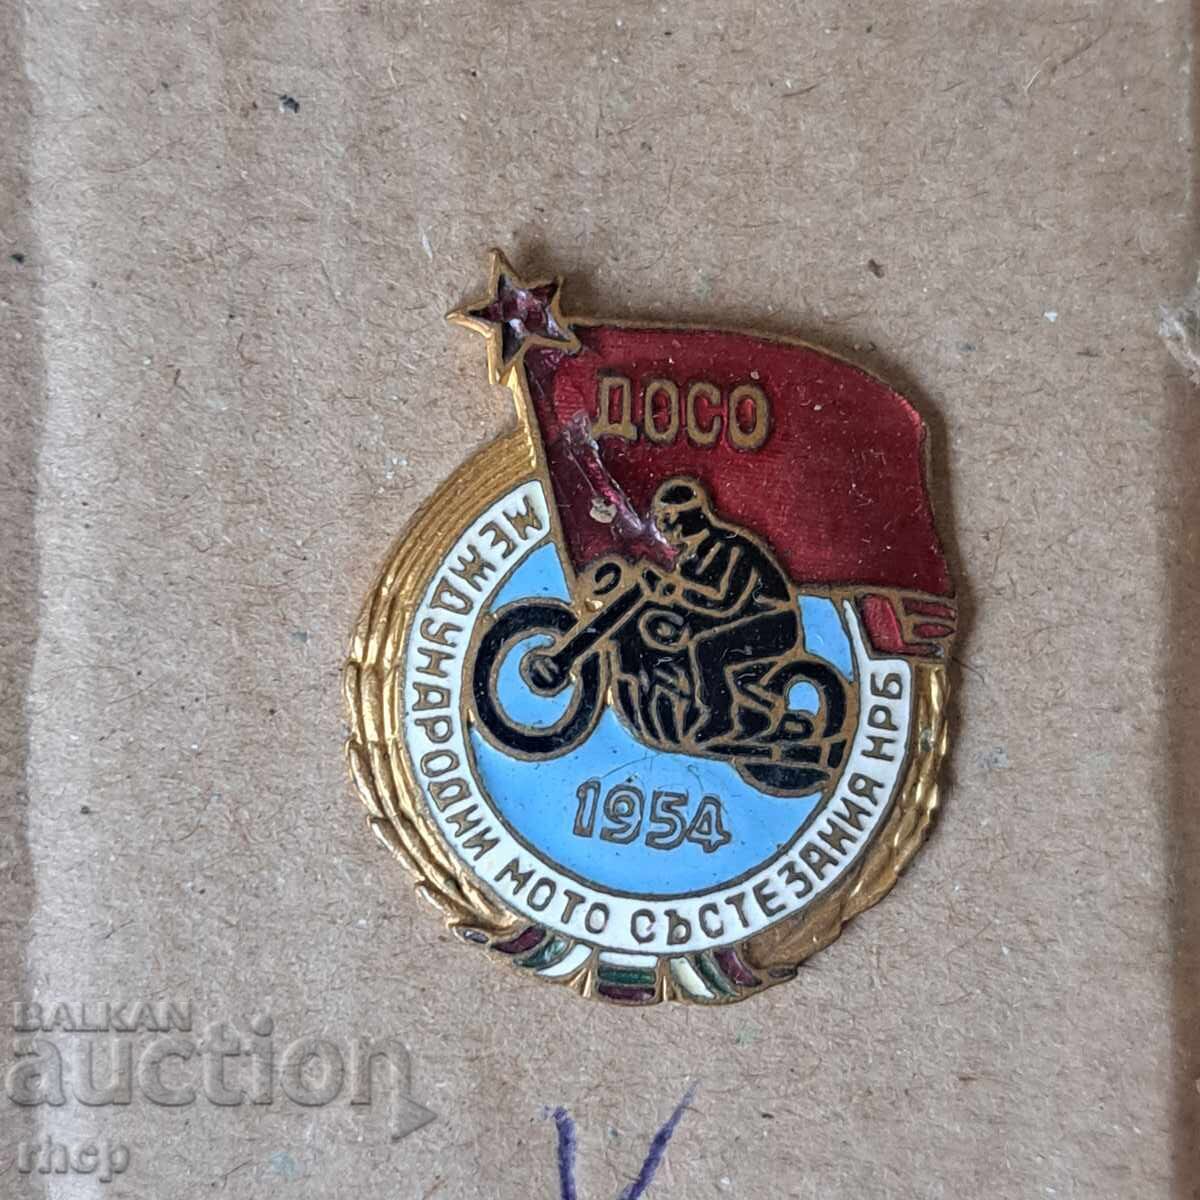 ДОСО
МЕЖДУНАРОДНИ МОТО СЪСТЕЗАНИЯ НРБ
1954
BALKAN
auction
rhcp
V